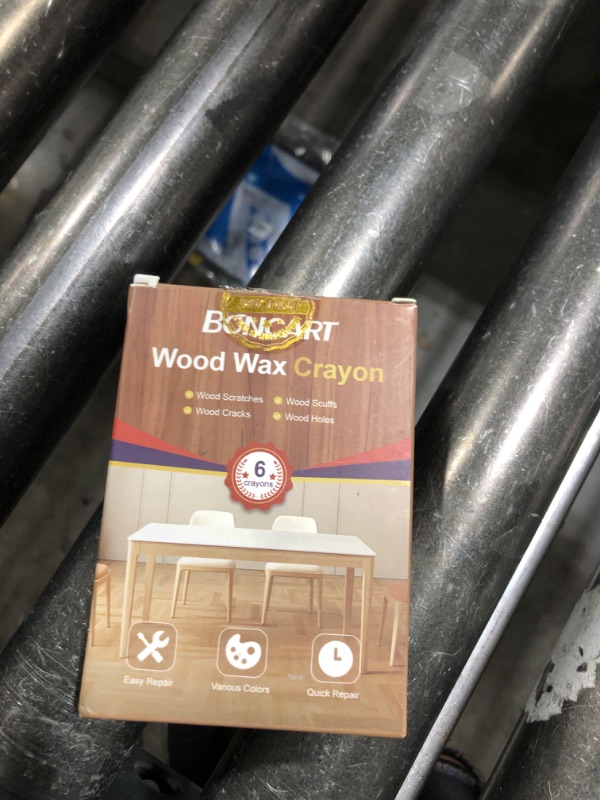 BONCART
Wood Wax Crayon
Wood Scratches
Wood Scuffs
Wood Cracks
Wood Holes
6
crayons
Easy Repair
Various Colors
Quick Repair